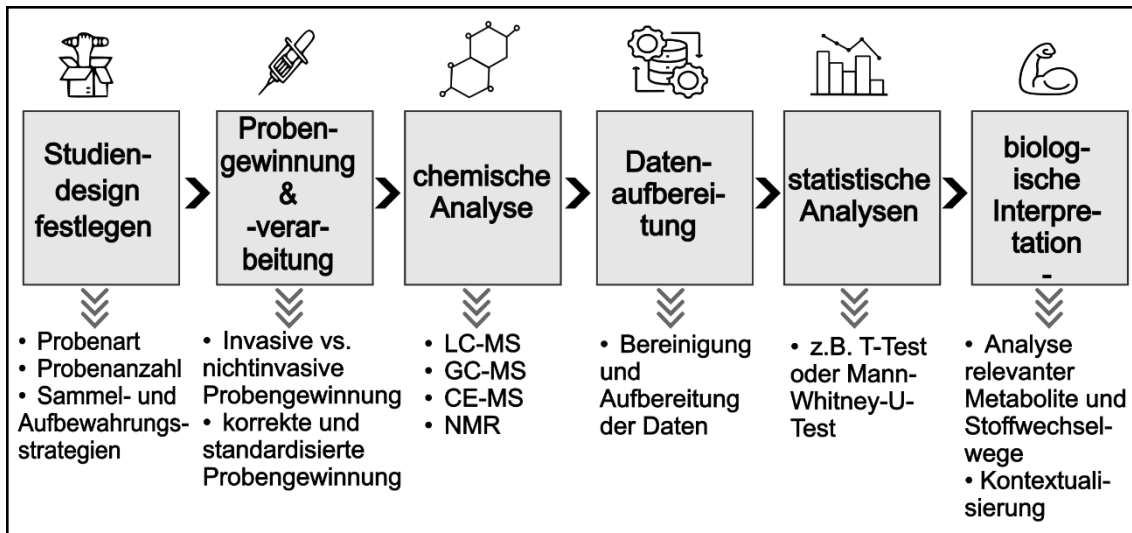 Studien-
design
festlegen
Proben-
gewinnung
&
-verar-
beitung
chemische
Analyse
Daten-
aufberei-
tung
statistische
Analysen
biolog-
ische
Interpre-
tation
-
• Probenart
• Probenanzahl
• Sammel- und
Aufbewahrungs-
strategien
• Invasive vs.
nichtinvasive
Probengewinnung
• korrekte und
standardisierte
Probengewinnung
• LC-MS
• GC-MS
• CE-MS
• NMR
• Bereinigung
und
Aufbereitung
der Daten
• z.B. T-Test
oder Mann-
Whitney-U-
Test
• Analyse
relevanter
Metabolite und
Stoffwechsel-
wege
• Kontextuali-
sierung